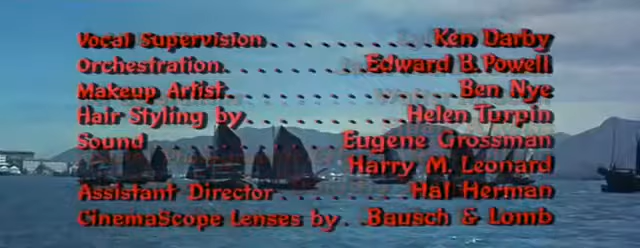 Vocal Supervision. . . . . . . . . . .Ken Darby
Orchestration. . . . . . . . . .Edward B. Powell
Makeup Artist. . . . . . . . . . . . . .Ben Nye
Hair Styling by . . . . . . . . . .Helen Turpin
Sound . . . . . . . . . . . .Eugene Grossman
Harry M. Leonard
Assistant Director. . . . . . . . .Hal Herman
CinemaScope Lenses by. . .Bausch & Lomb